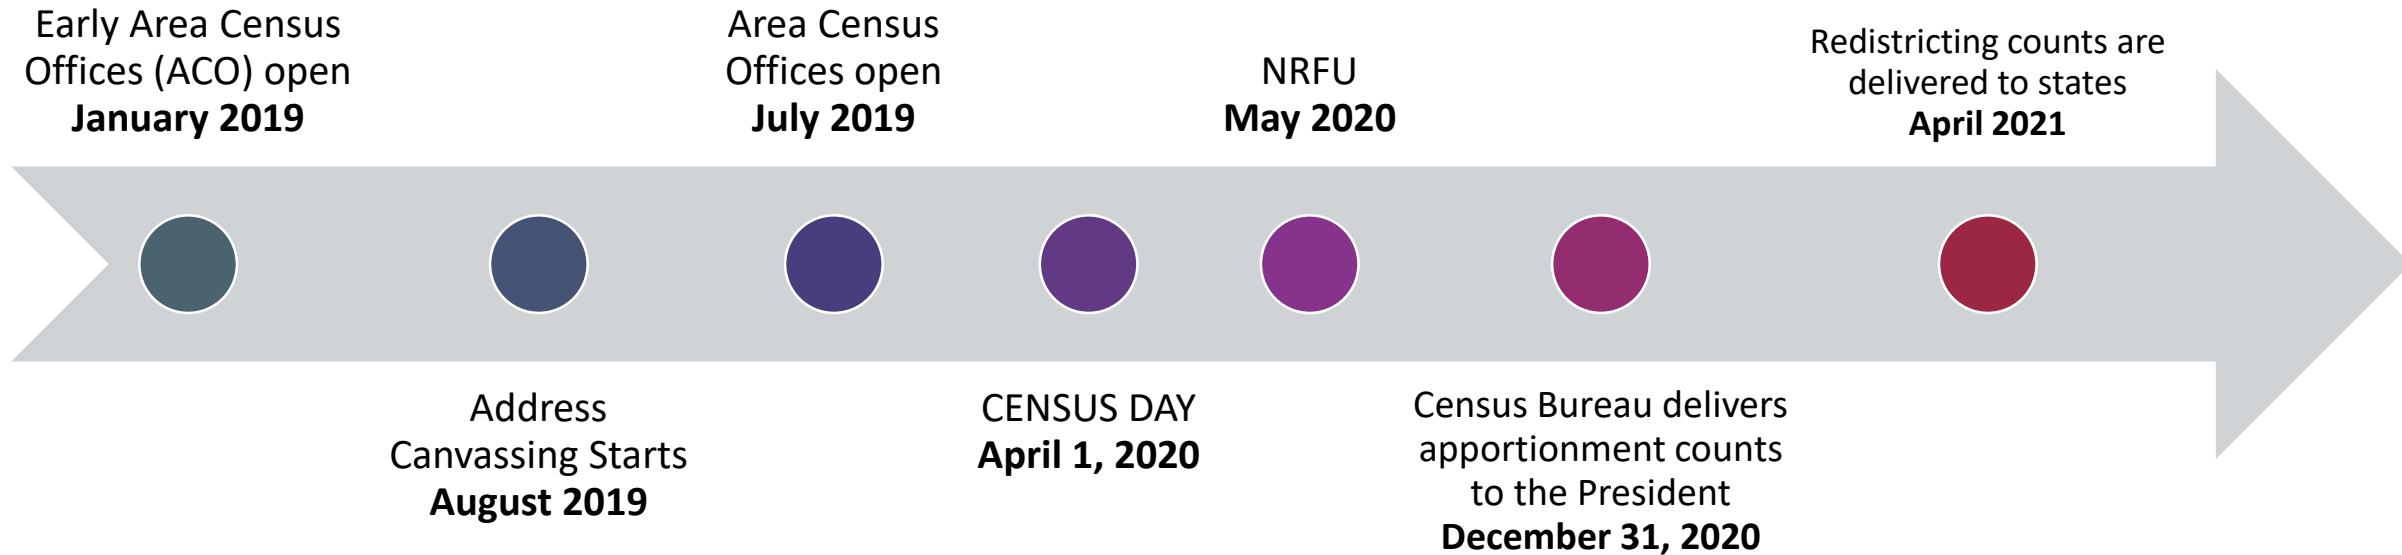 Early Area Census
Offices (ACO) open
January 2019
Address
Canvassing Starts
August 2019
Area Census
Offices open
July 2019
CENSUS DAY
April 1, 2020
NRFU
May 2020
Census Bureau delivers
apportionment counts
to the President
December 31, 2020
Redistricting counts are
delivered to states
April 2021